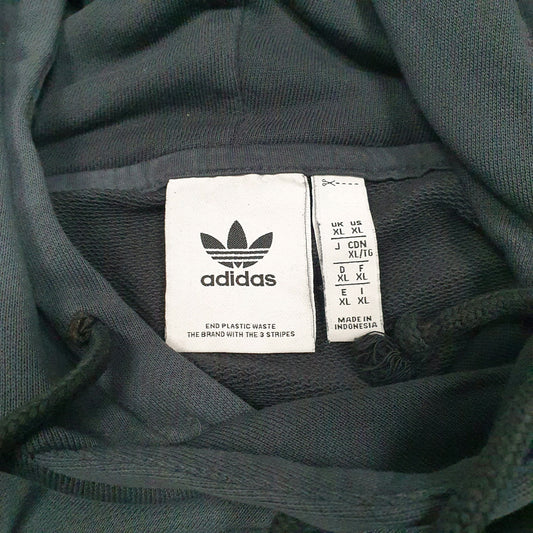 adidas
END PLASTIC WASTE
THE BRAND WITH THE 3 STRIPES
UK US
XL XL
J CDN
XL/TG
D F
XL XL
E I
XL XL
MADE IN
INDONESIA